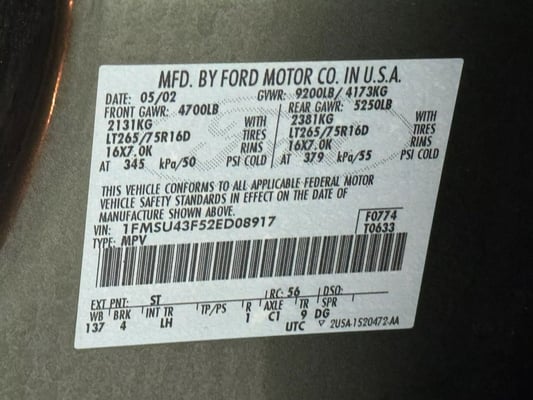 MFD. BY FORD MOTOR CO. IN U.S.A.
DATE: 05/02 GVWR: 9200LB/ 4173KG
FRONT GAWR: 4700LB REAR GAWR: 5250LB
2131KG WITH 2381KG WITH
LT265/75R16D TIRES LT265/75R16D TIRES
16X7.0K RIMS 16X7.0K RIMS
AT 345 kPa/50 PSI COLD AT 379 kPa/55 PSI COLD
THIS VEHICLE CONFORMS TO ALL APPLICABLE FEDERAL MOTOR
VEHICLE SAFETY STANDARDS IN EFFECT ON THE DATE OF
MANUFACTURE SHOWN ABOVE.
VIN: 1FMSU43F52ED08917 F0774
TYPE: MPV T0633
EXT PNT: ST RC: 56 DSO:
WB BRK INT TR TP/PS R AXLE TR SPR
137 4 LH 1 C1 9 DG
UTC ▽ 2USA-1520472-AA